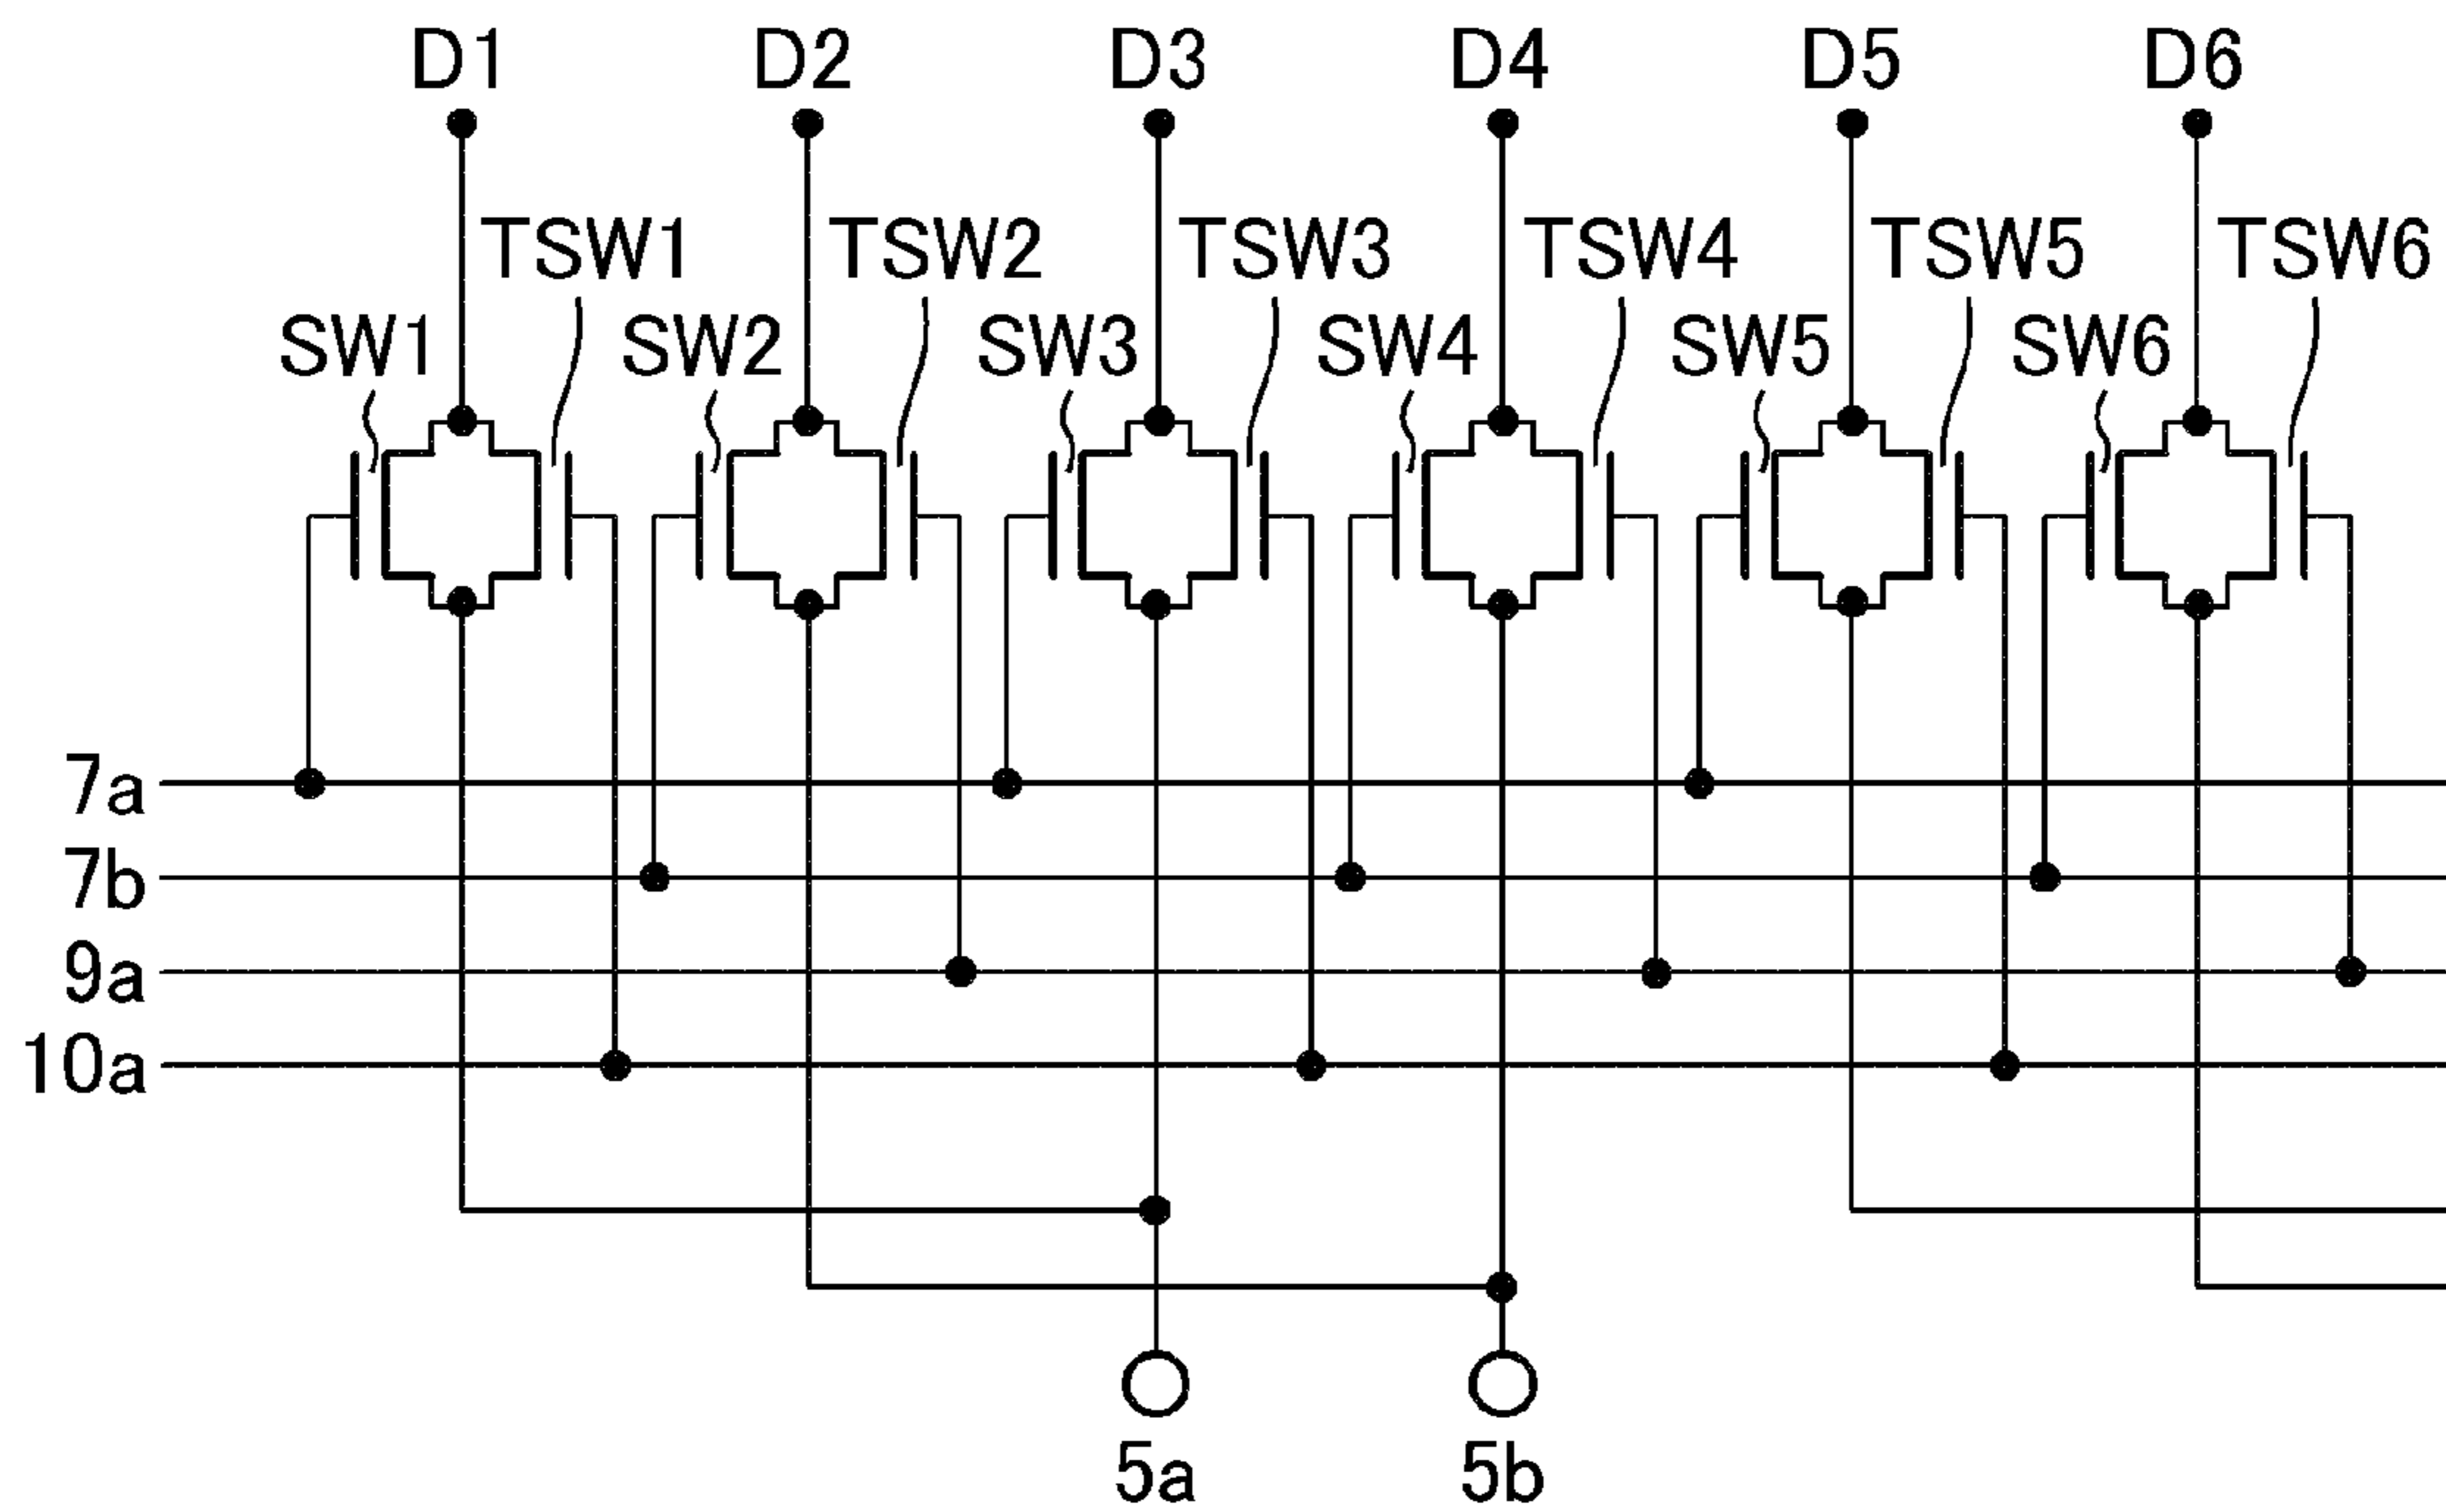 D1 D2 D3 D4 D5 D6
TSW1 TSW2 TSW3 TSW4 TSW5 TSW6
SW1 SW2 SW3 SW4 SW5 SW6
7a
7b
9a
10a
5a 5b